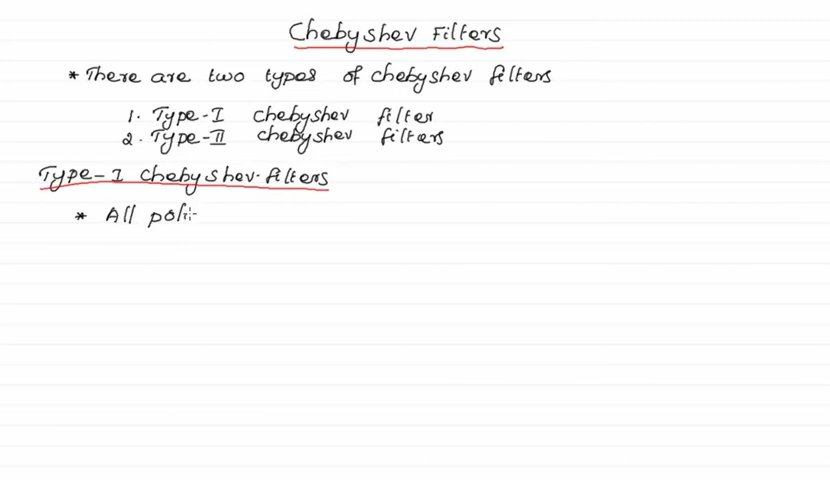 Chebyshev Filters
* There are two types of chebyshev filters
1. Type-I chebyshev filter
2. Type-II chebyshev filters
Type-I chebyshev filters
* All